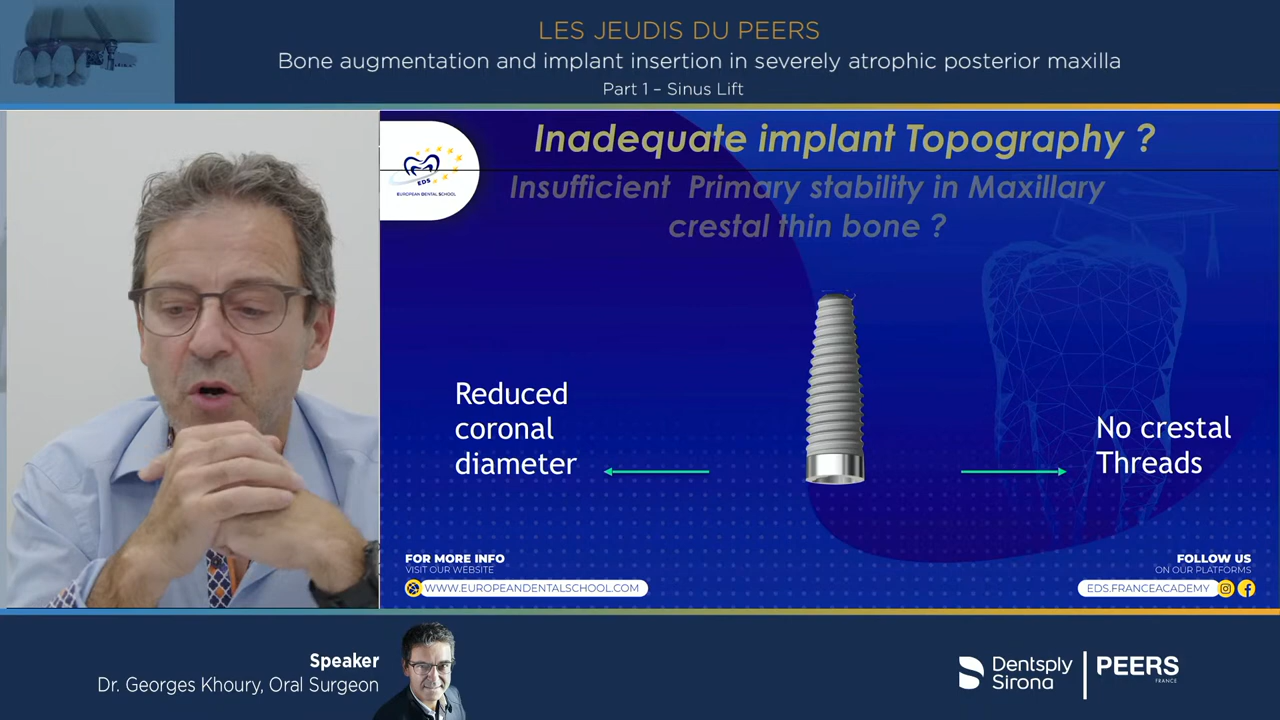 LES JEUDIS DU PEERS
Bone augmentation and implant insertion in severely atrophic posterior maxilla
Part 1 – Sinus Lift
EDS
EUROPEAN DENTAL SCHOOL
Inadequate implant Topography ?
Insufficient Primary stability in Maxillary
crestal thin bone ?
Reduced
coronal
diameter
No crestal
Threads
FOR MORE INFO
VISIT OUR WEBSITE
WWW.EUROPEANDENTALSCHOOL.COM
FOLLOW US
ON OUR PLATFORMS
EDS.FRANCEACADEMY
Speaker
Dr. Georges Khoury, Oral Surgeon
Dentsply
Sirona
PEERS
FRANCE